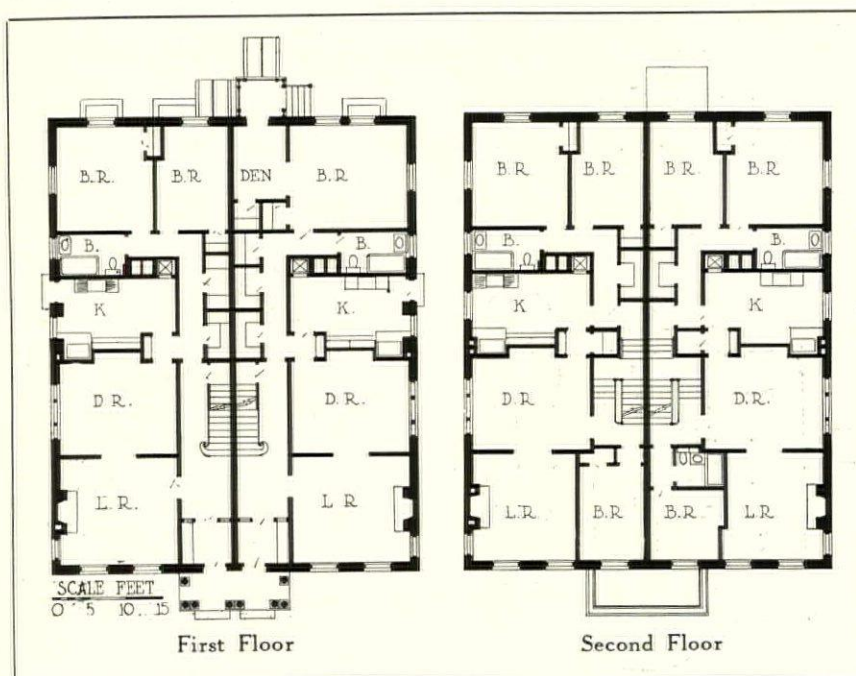 B.R.
B.R
DEN
B.R
B.
B.
K
K.
D.R.
D.R.
L.R.
L R
SCALE FEET
0 5 10 15
First Floor
B.R
B.R
B R
B.R
B.
B.
K
K
D.R
D.R.
L.R
B.R
B.R
L.R
Second Floor